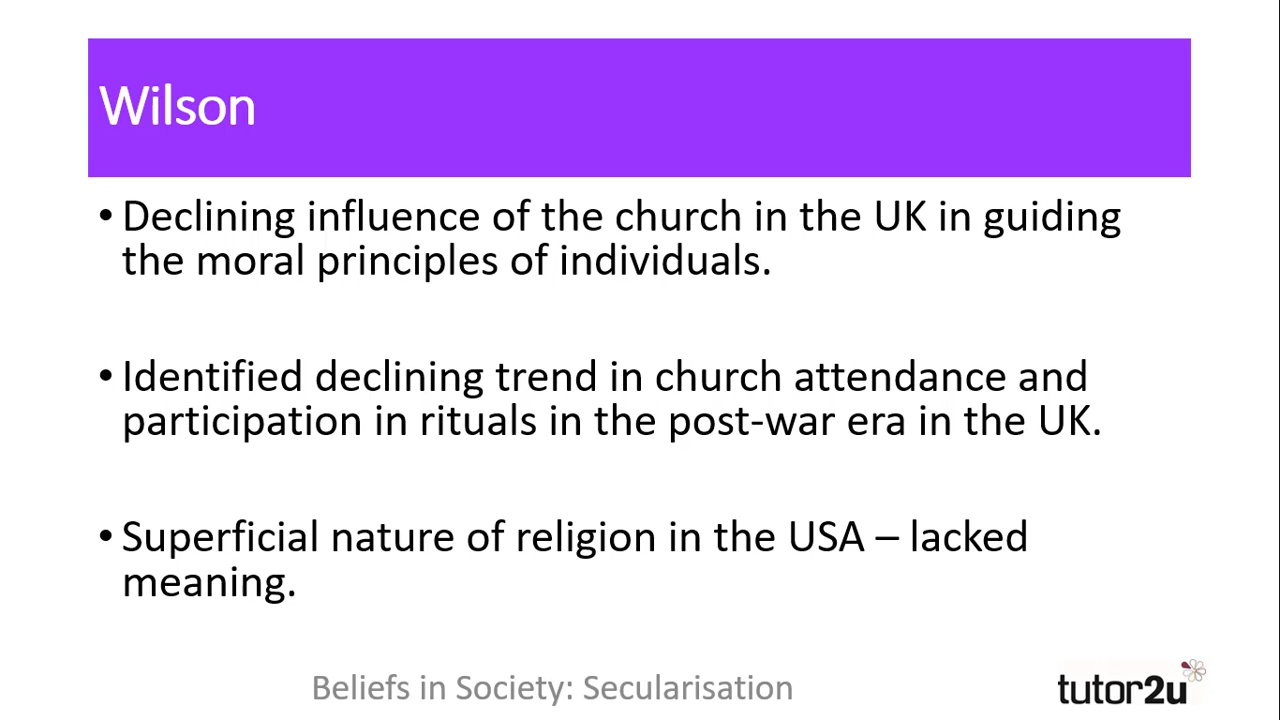 Wilson
• Declining influence of the church in the UK in guiding
the moral principles of individuals.
• Identified declining trend in church attendance and
participation in rituals in the post-war era in the UK.
• Superficial nature of religion in the USA – lacked
meaning.
Beliefs in Society: Secularisation
tutor2u